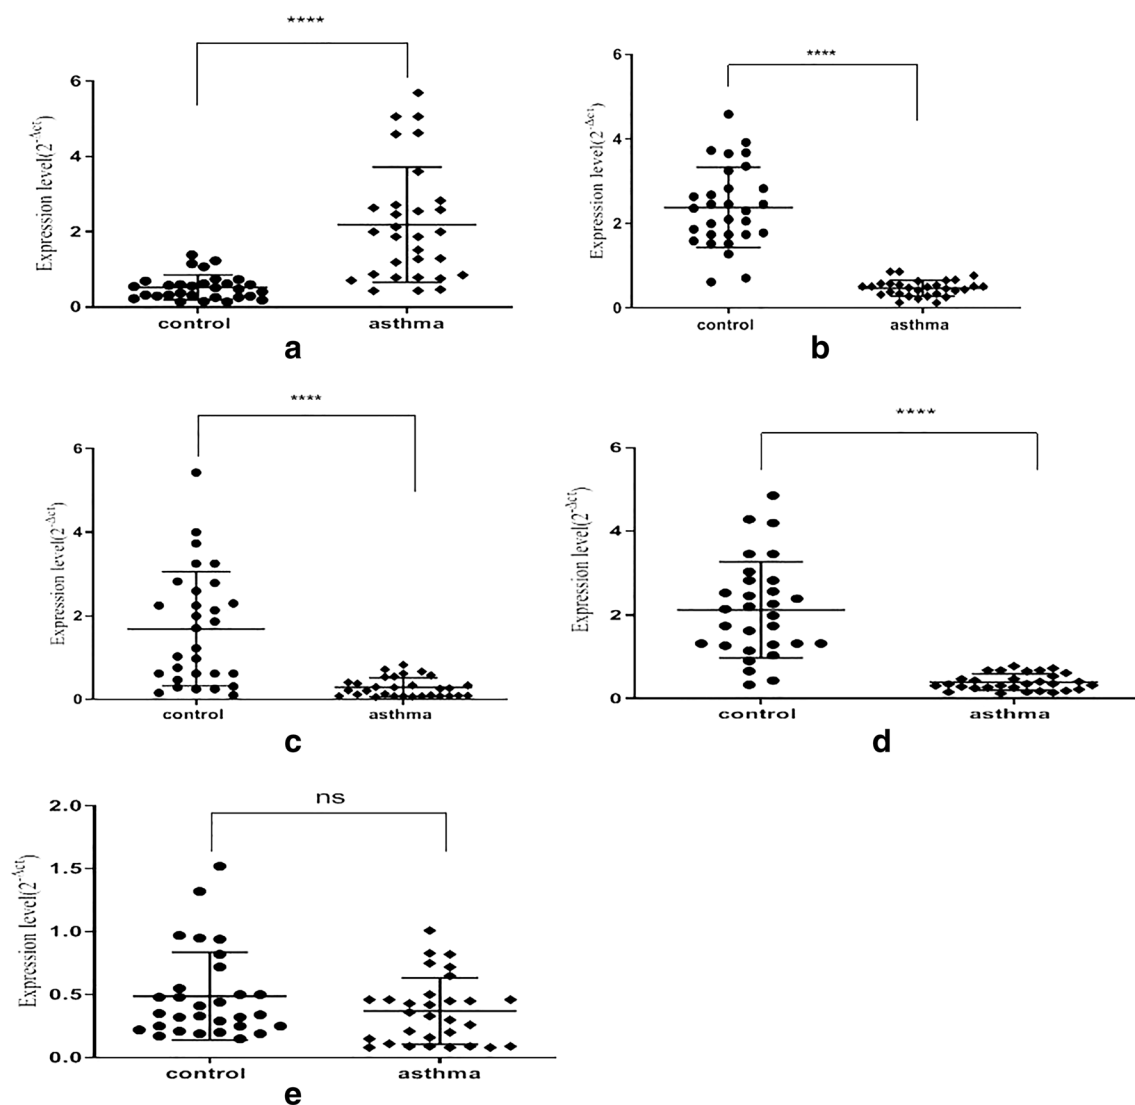 ****
6
4
2
0
Expression level(2^-Δct)
control
asthma
a
****
6
4
2
0
Expression level(2^-Δct)
control
asthma
b
****
6
4
2
0
Expression level(2^-Δct)
control
asthma
c
****
6
4
2
0
Expression level(2^-Δct)
control
asthma
d
ns
2.0
1.5
1.0
0.5
0.0
Expression level(2^-Δct)
control
asthma
e